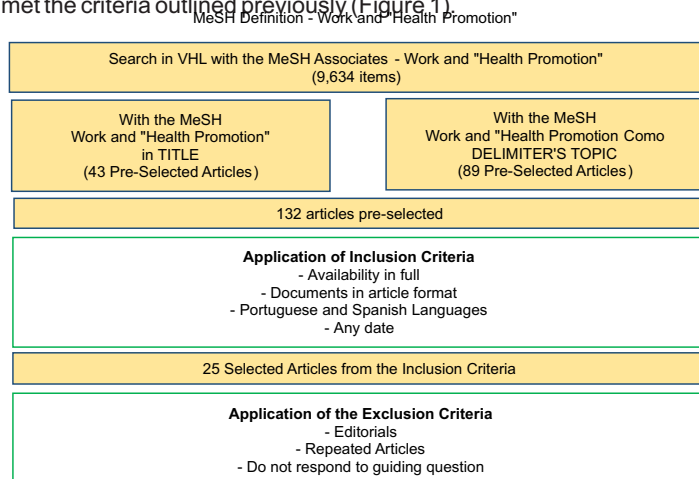 met the criteria outlined previously (Figure 1).
MeSH Definition - Work and "Health Promotion"
Search in VHL with the MeSH Associates - Work and "Health Promotion"
(9,634 items)
With the MeSH
Work and "Health Promotion"
in TITLE
(43 Pre-Selected Articles)
With the MeSH
Work and "Health Promotion Como
DELIMITER'S TOPIC
(89 Pre-Selected Articles)
132 articles pre-selected
Application of Inclusion Criteria
- Availability in full
- Documents in article format
- Portuguese and Spanish Languages
- Any date
25 Selected Articles from the Inclusion Criteria
Application of the Exclusion Criteria
- Editorials
- Repeated Articles
- Do not respond to guiding question